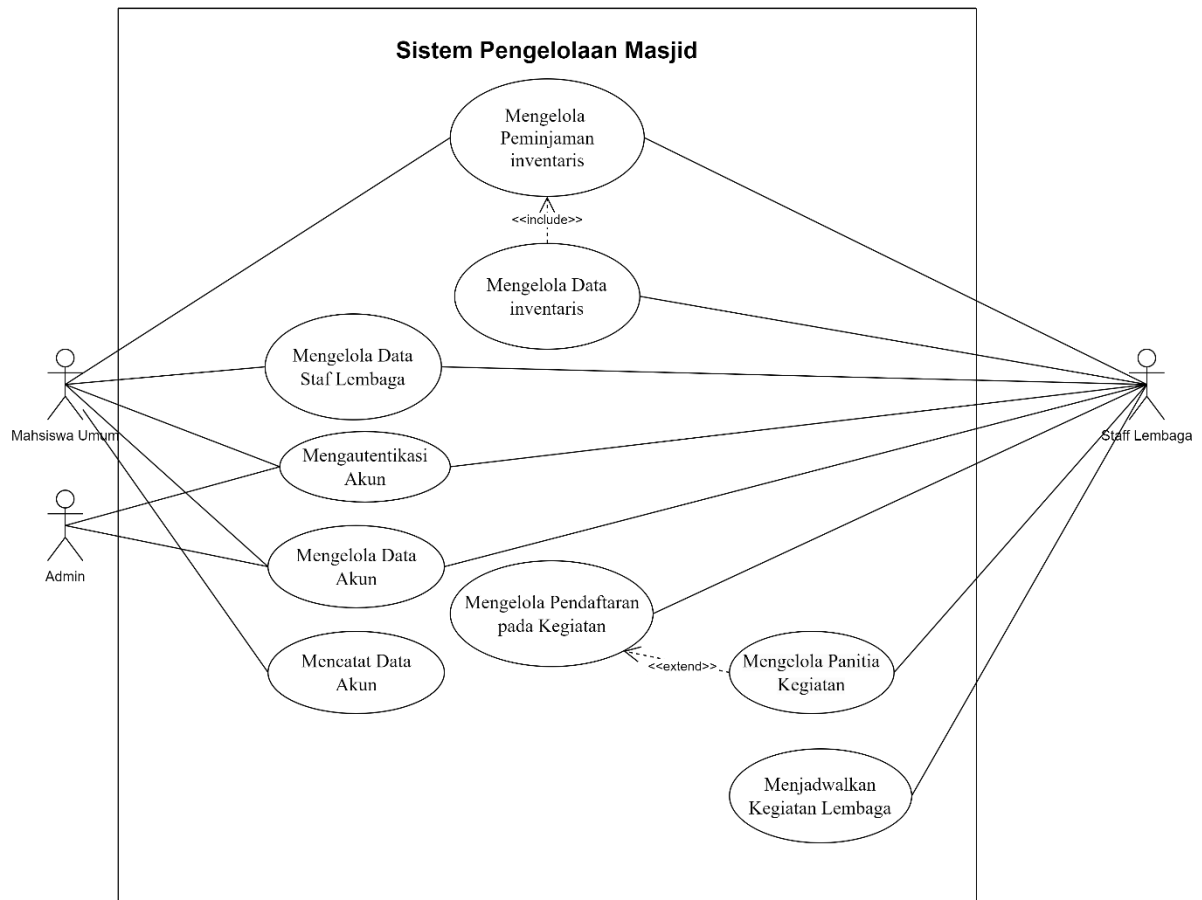 Sistem Pengelolaan Masjid
Mengelola
Peminjaman
inventaris
<<include>>
Mengelola Data
inventaris
Mengelola Data
Staf Lembaga
Mahsiswa Umum
Staff Lembaga
Mengautentikasi
Akun
Admin
Mengelola Data
Akun
Mengelola Pendaftaran
pada Kegiatan
Mencatat Data
Akun
<<extend>>
Mengelola Panitia
Kegiatan
Menjadwalkan
Kegiatan Lembaga